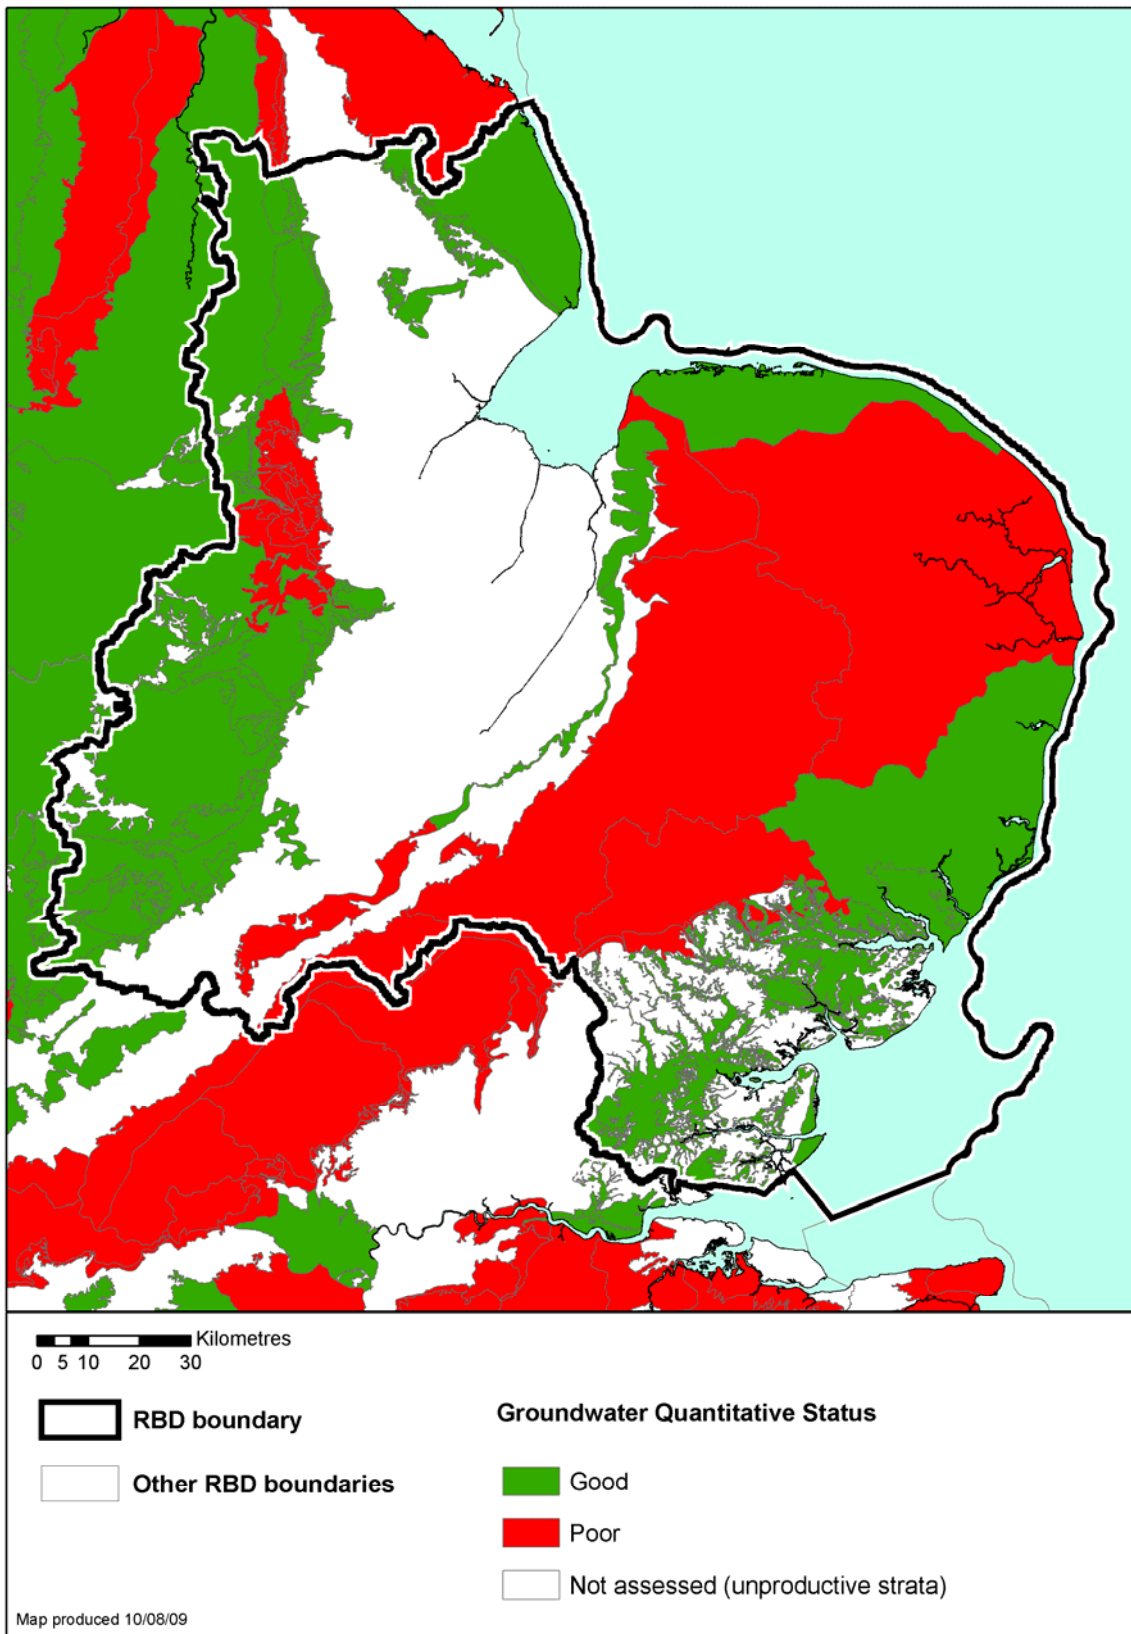 Kilometres
0 5 10 20 30
RBD boundary
Other RBD boundaries
Groundwater Quantitative Status
Good
Poor
Not assessed (unproductive strata)
Map produced 10/08/09